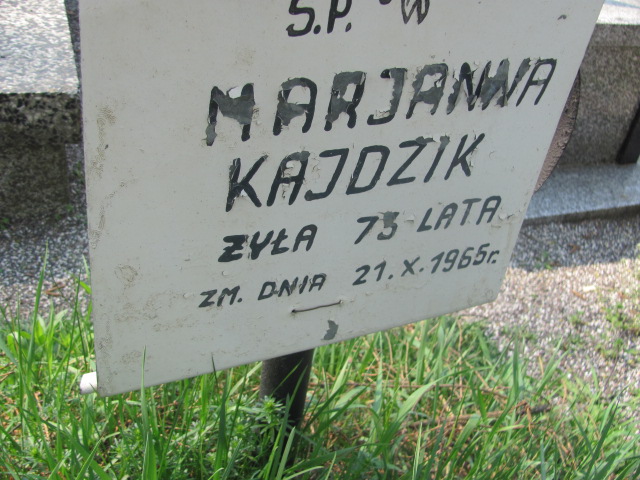 Ś.P.
MARJANNA
KAJDZIK
ŻYŁA 73 LATA
ZM. DNIA 21.X.1965r.